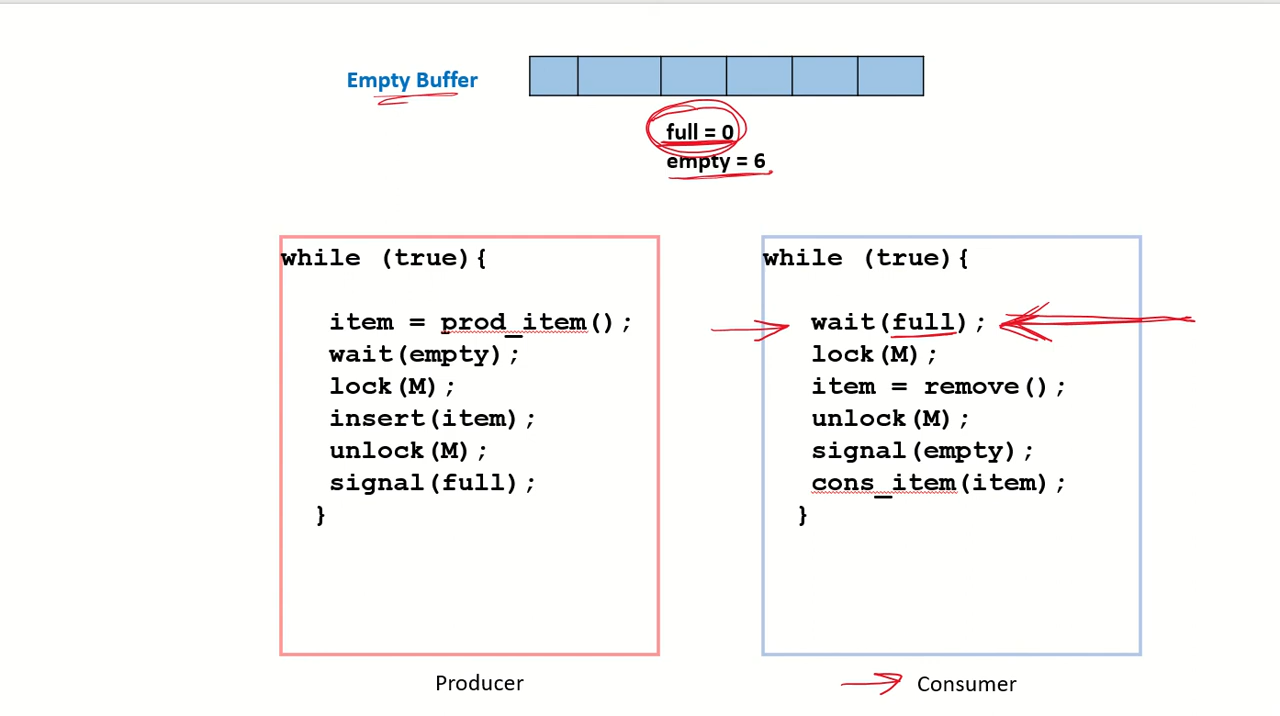 Empty Buffer
full = 0
empty = 6
while (true){
item = prod_item();
wait(empty);
lock(M);
insert(item);
unlock(M);
signal(full);
}
Producer
while (true){
wait(full);
lock(M);
item = remove();
unlock(M);
signal(empty);
cons_item(item);
}
Consumer